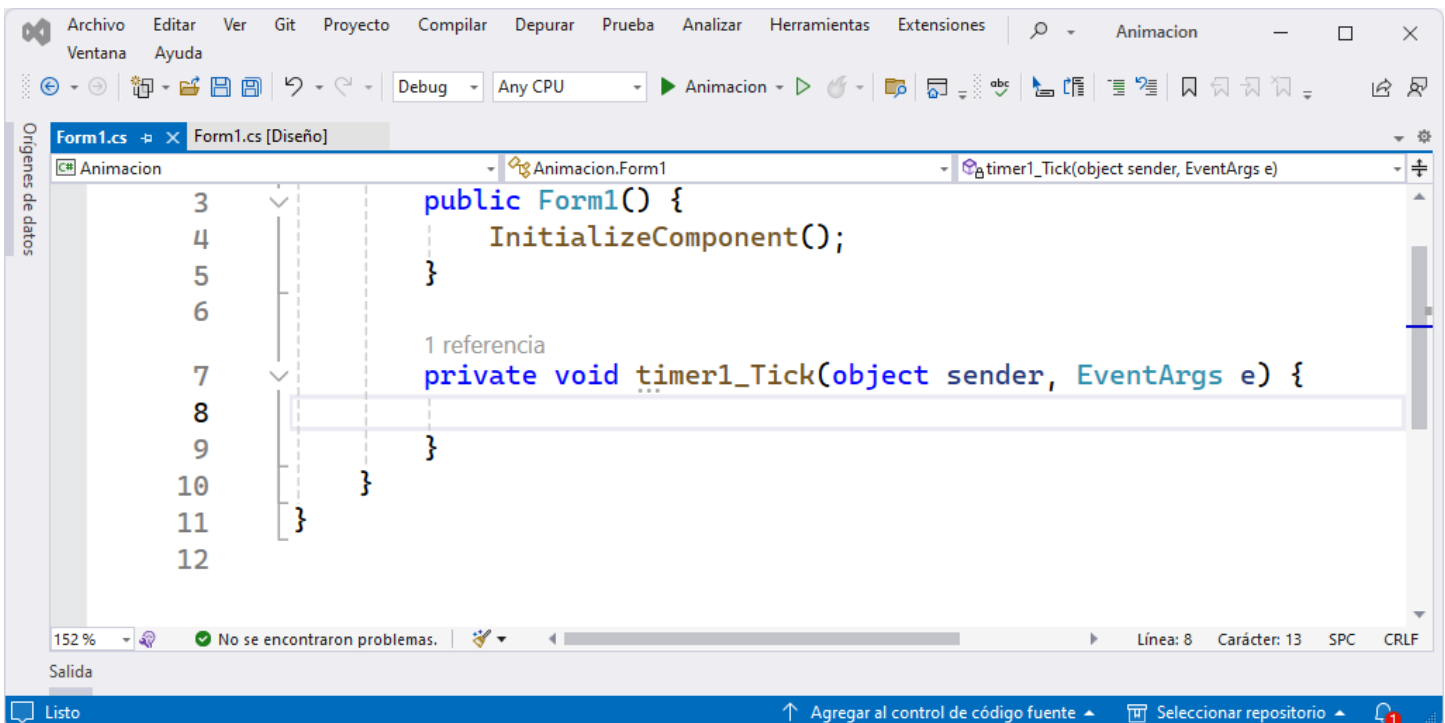 Archivo Editar Ver Git Proyecto Compilar Depurar Prueba Analizar Herramientas Extensiones Animacion
Ventana Ayuda
Debug Any CPU Animacion
abc
Orígenes de datos
Form1.cs Form1.cs [Diseño]
C# Animacion Animacion.Form1 timer1_Tick(object sender, EventArgs e)
3 public Form1() {
4 InitializeComponent();
5 }
6
1 referencia
7 private void timer1_Tick(object sender, EventArgs e) {
8
9 }
10 }
11 }
12
152 % No se encontraron problemas. Línea: 8 Carácter: 13 SPC CRLF
Salida
Listo Agregar al control de código fuente Seleccionar repositorio 1